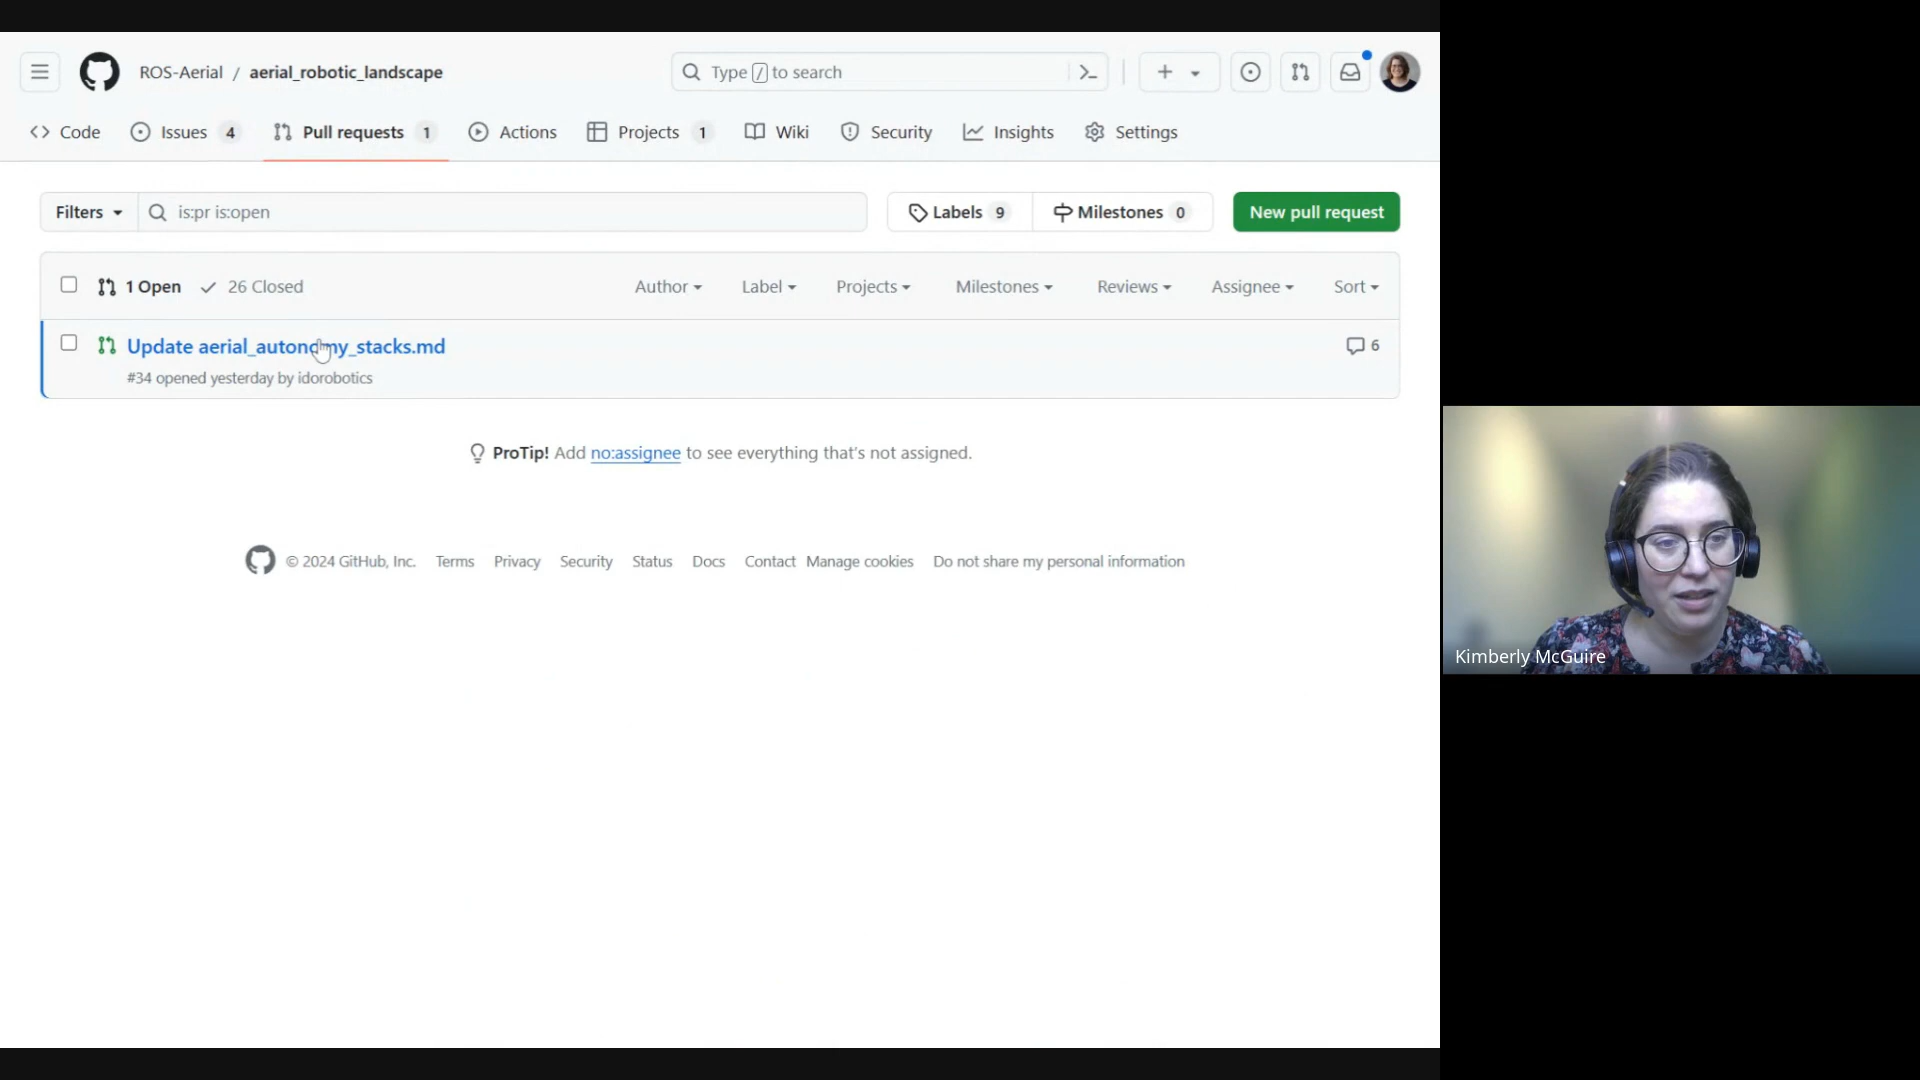 ROS-Aerial / aerial_robotic_landscape
Type / to search
Code
Issues 4
Pull requests 1
Actions
Projects 1
Wiki
Security
Insights
Settings
Filters
is:pr is:open
Labels 9
Milestones 0
New pull request
1 Open
26 Closed
Author
Label
Projects
Milestones
Reviews
Assignee
Sort
Update aerial_autonomy_stacks.md
6
#34 opened yesterday by idorobotics
ProTip! Add no:assignee to see everything that's not assigned.
© 2024 GitHub, Inc.
Terms
Privacy
Security
Status
Docs
Contact
Manage cookies
Do not share my personal information
Kimberly McGuire